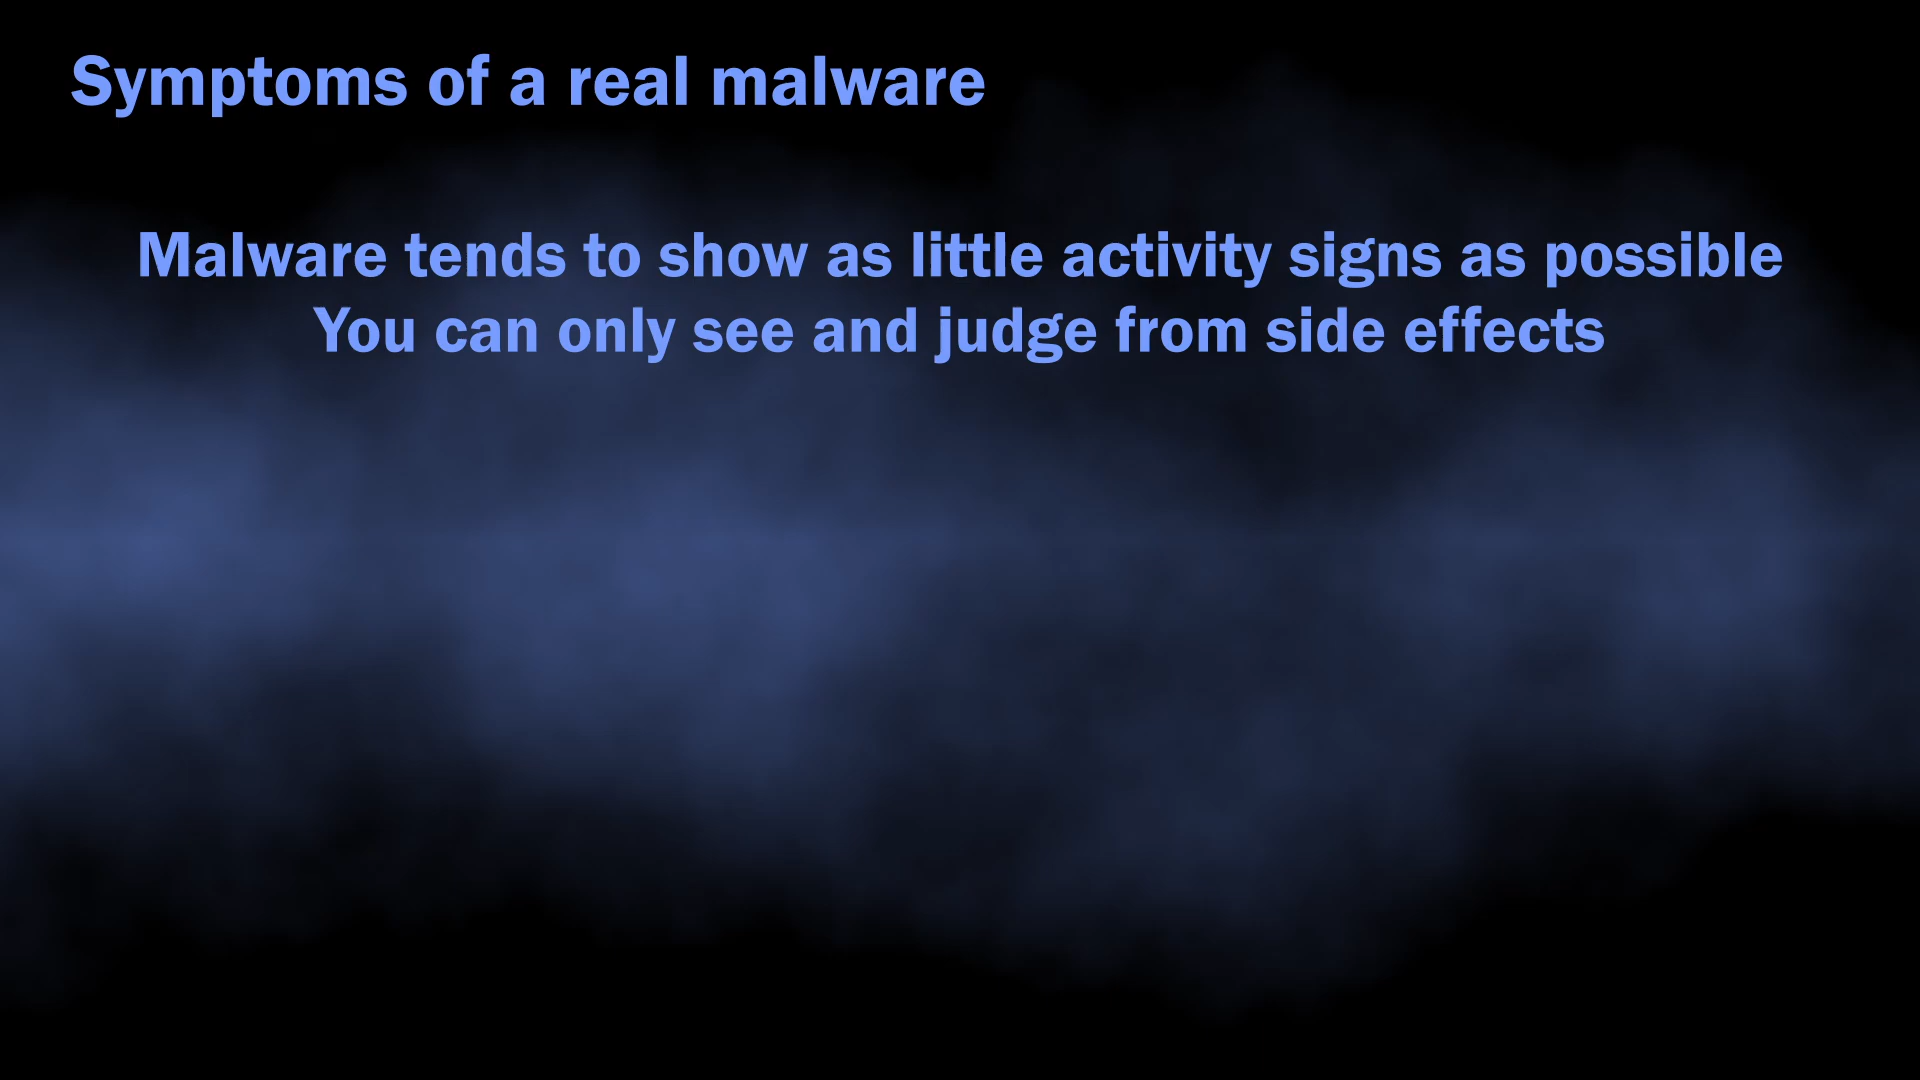 Symptoms of a real malware
Malware tends to show as little activity signs as possible
You can only see and judge from side effects